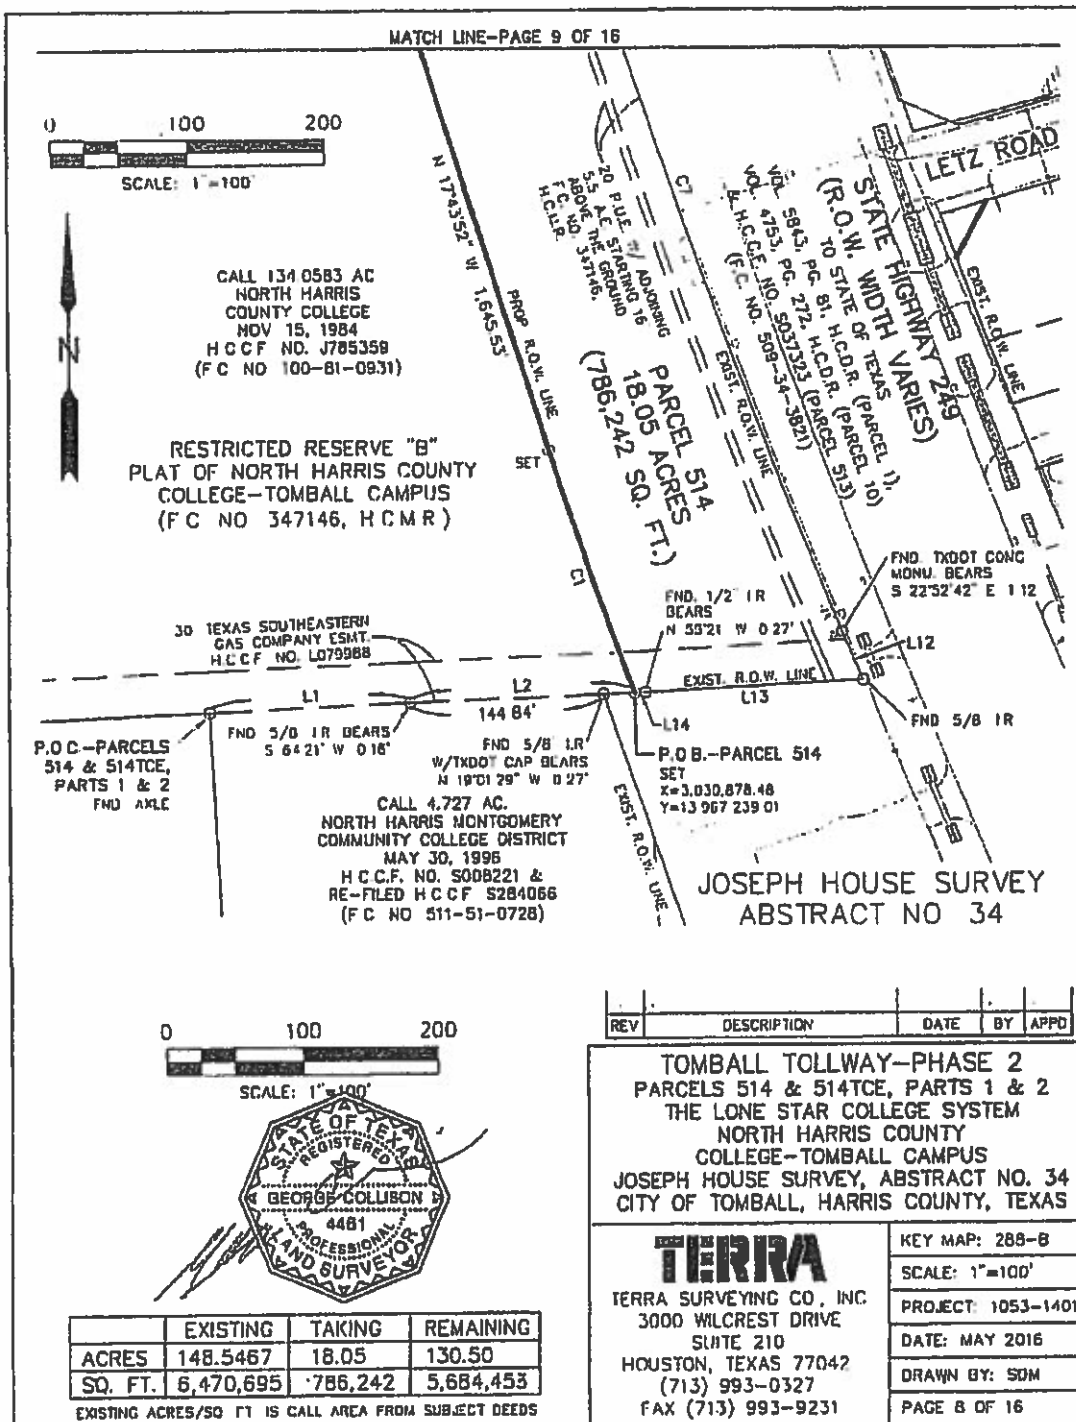 MATCH LINE-PAGE 9 OF 16
0 100 200
SCALE: 1"=100'
N
CALL 134.0583 AC
NORTH HARRIS
COUNTY COLLEGE
NOV 15, 1984
H C C F NO. J785359
(F C NO 100-81-0931)
RESTRICTED RESERVE "B"
PLAT OF NORTH HARRIS COUNTY
COLLEGE-TOMBALL CAMPUS
(F C NO 347146, H C M R)
N 17°43'52" W 1,645.53'
PROP R.O.W. LINE
SET
C1
20 P.U.E. W/ ADJOINING
5.5 A.E. STARTING 16
ABOVE THE GROUND
F.C. NO. 347146,
H.C.M.R.
C7
EXIST. R.O.W. LINE
PARCEL 514
18.05 ACRES
(786,242 SQ. FT.)
STATE HIGHWAY 249
(R.O.W. WIDTH VARIES)
TO STATE OF TEXAS
VOL. 5843, PG. 81, H.C.D.R. (PARCEL 1),
VOL. 4753, PG. 272, H.C.D.R. (PARCEL 10)
& H.C.C.F. NO. S037323 (PARCEL 513)
(F.C. NO. 509-34-3821)
LETZ ROAD
EXIST. R.O.W. LINE
FND. TXDOT CONC
MONU. BEARS
S 22°52'42" E 1.12
FND. 1/2" I R
BEARS
N 55°21' W 0.27'
30 TEXAS SOUTHEASTERN
GAS COMPANY ESMT.
H.C.C F NO. L079988
L12
L1
L2
144 84'
EXIST. R.O.W. LINE
L13
L14
FND 5/8 I R
FND 5/8 I R BEARS
S 64°21' W 0.18'
P.O C.-PARCELS
514 & 514TCE,
PARTS 1 & 2
FND AXLE
FND 5/8 I.R
W/TXDOT CAP BEARS
N 19°01'29" W 0.27'
P.O B.-PARCEL 514
SET
X=3,030,878.48
Y=13 967 239 01
EXIST. R.O.W. LINE
CALL 4.727 AC.
NORTH HARRIS MONTGOMERY
COMMUNITY COLLEGE DISTRICT
MAY 30, 1996
H C C.F. NO. S008221 &
RE-FILED H C C F S284066
(F C NO 511-51-0728)
JOSEPH HOUSE SURVEY
ABSTRACT NO 34
0 100 200
SCALE: 1"=100'
STATE OF TEXAS
REGISTERED
GEORGE COLLISON
4461
PROFESSIONAL
LAND SURVEYOR
REV DESCRIPTION DATE BY APPD
TOMBALL TOLLWAY-PHASE 2
PARCELS 514 & 514TCE, PARTS 1 & 2
THE LONE STAR COLLEGE SYSTEM
NORTH HARRIS COUNTY
COLLEGE-TOMBALL CAMPUS
JOSEPH HOUSE SURVEY, ABSTRACT NO. 34
CITY OF TOMBALL, HARRIS COUNTY, TEXAS
TERRA
TERRA SURVEYING CO, INC
3000 WILCREST DRIVE
SUITE 210
HOUSTON, TEXAS 77042
(713) 993-0327
FAX (713) 993-9231
KEY MAP: 288-B
SCALE: 1"=100'
PROJECT: 1053-1401
DATE: MAY 2016
DRAWN BY: SDM
PAGE 8 OF 16
EXISTING TAKING REMAINING
ACRES 148.5467 18.05 130.50
SQ. FT. 6,470,695 786,242 5,684,453
EXISTING ACRES/SQ FT IS CALL AREA FROM SUBJECT DEEDS